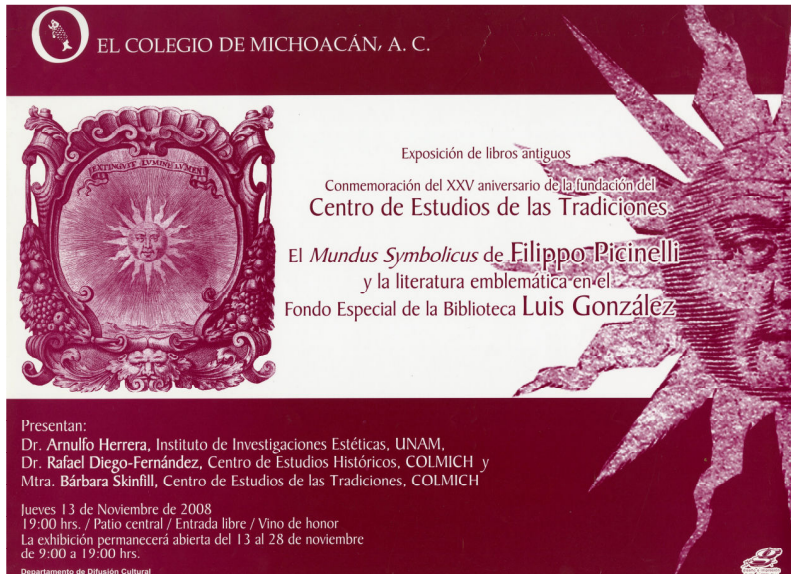 EL COLEGIO DE MICHOACÁN, A. C.
EXTINGVIT LVMINE LVMEN
Exposición de libros antiguos
Conmemoración del XXV aniversario de la fundación del
Centro de Estudios de las Tradiciones
El Mundus Symbolicus de Filippo Picinelli
y la literatura emblemática en el
Fondo Especial de la Biblioteca Luis González
Presentan:
Dr. Arnulfo Herrera, Instituto de Investigaciones Estéticas, UNAM,
Dr. Rafael Diego-Fernández, Centro de Estudios Históricos, COLMICH y
Mtra. Bárbara Skinfill, Centro de Estudios de las Tradiciones, COLMICH
Jueves 13 de Noviembre de 2008
19:00 hrs. / Patio central / Entrada libre / Vino de honor
La exhibición permanecerá abierta del 13 al 28 de noviembre
de 9:00 a 19:00 hrs.
Departamento de Difusión Cultural